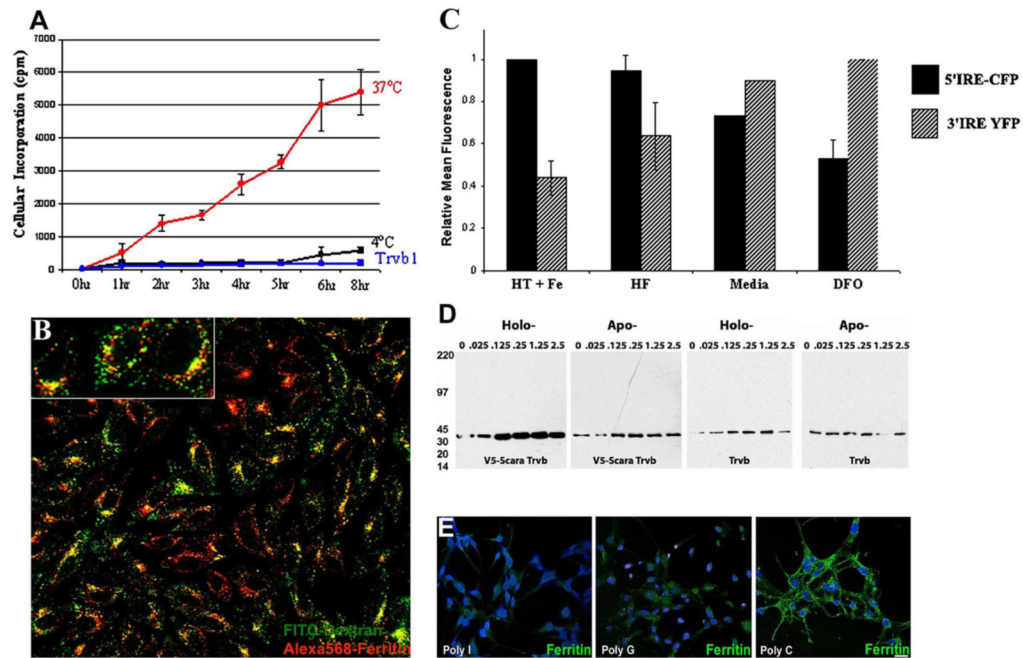 A
Cellular Incorporation (cpm)
7000
6000
5000
4000
3000
2000
1000
0
37°C
4°C
Trvb1
0hr 1hr 2hr 3hr 4hr 5hr 6hr 8hr
B
FITC-Dextran
Alexa568-Ferritin
C
Relative Mean Fluorescence
1
0.8
0.6
0.4
0.2
0
HT + Fe HF Media DFO
5'IRE-CFP
3'IRE YFP
D
Holo- Apo- Holo- Apo-
0 .025 .125 .25 1.25 2.5 0 .025 .125 .25 1.25 2.5 0 .025 .125 .25 1.25 2.5 0 .025 .125 .25 1.25 2.5
220
97
45
30
20
14
V5-Scara Trvb V5-Scara Trvb Trvb Trvb
E
Poly I Ferritin
Poly G Ferritin
Poly C Ferritin